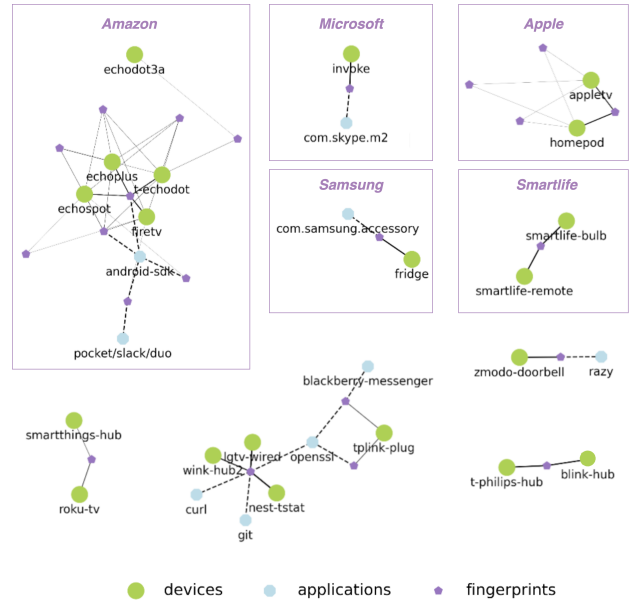 Amazon
Microsoft
Apple
echodot3a
invoke
com.skype.m2
appletv
homepod
echoplus
t-echodot
echospot
firetv
android-sdk
pocket/slack/duo
Samsung
com.samsung.accessory
fridge
Smartlife
smartlife-bulb
smartlife-remote
blackberry-messenger
zmodo-doorbell
razy
smartthings-hub
roku-tv
lgtv-wired
openssl
tplink-plug
wink-hub2
curl
nest-tstat
git
t-philips-hub
blink-hub
devices
applications
fingerprints